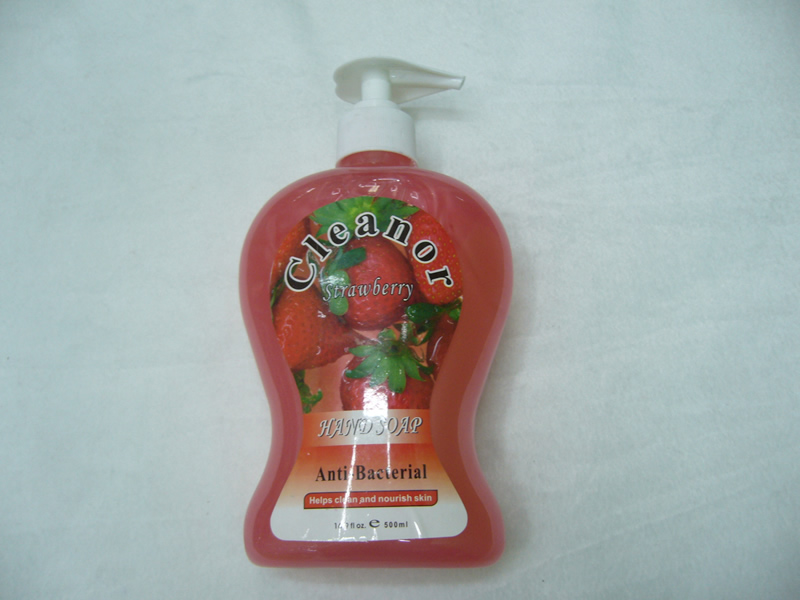 Cleanor
Strawberry
HAND SOAP
Anti-Bacterial
Helps clean and nourish skin
fl oz. e 500ml